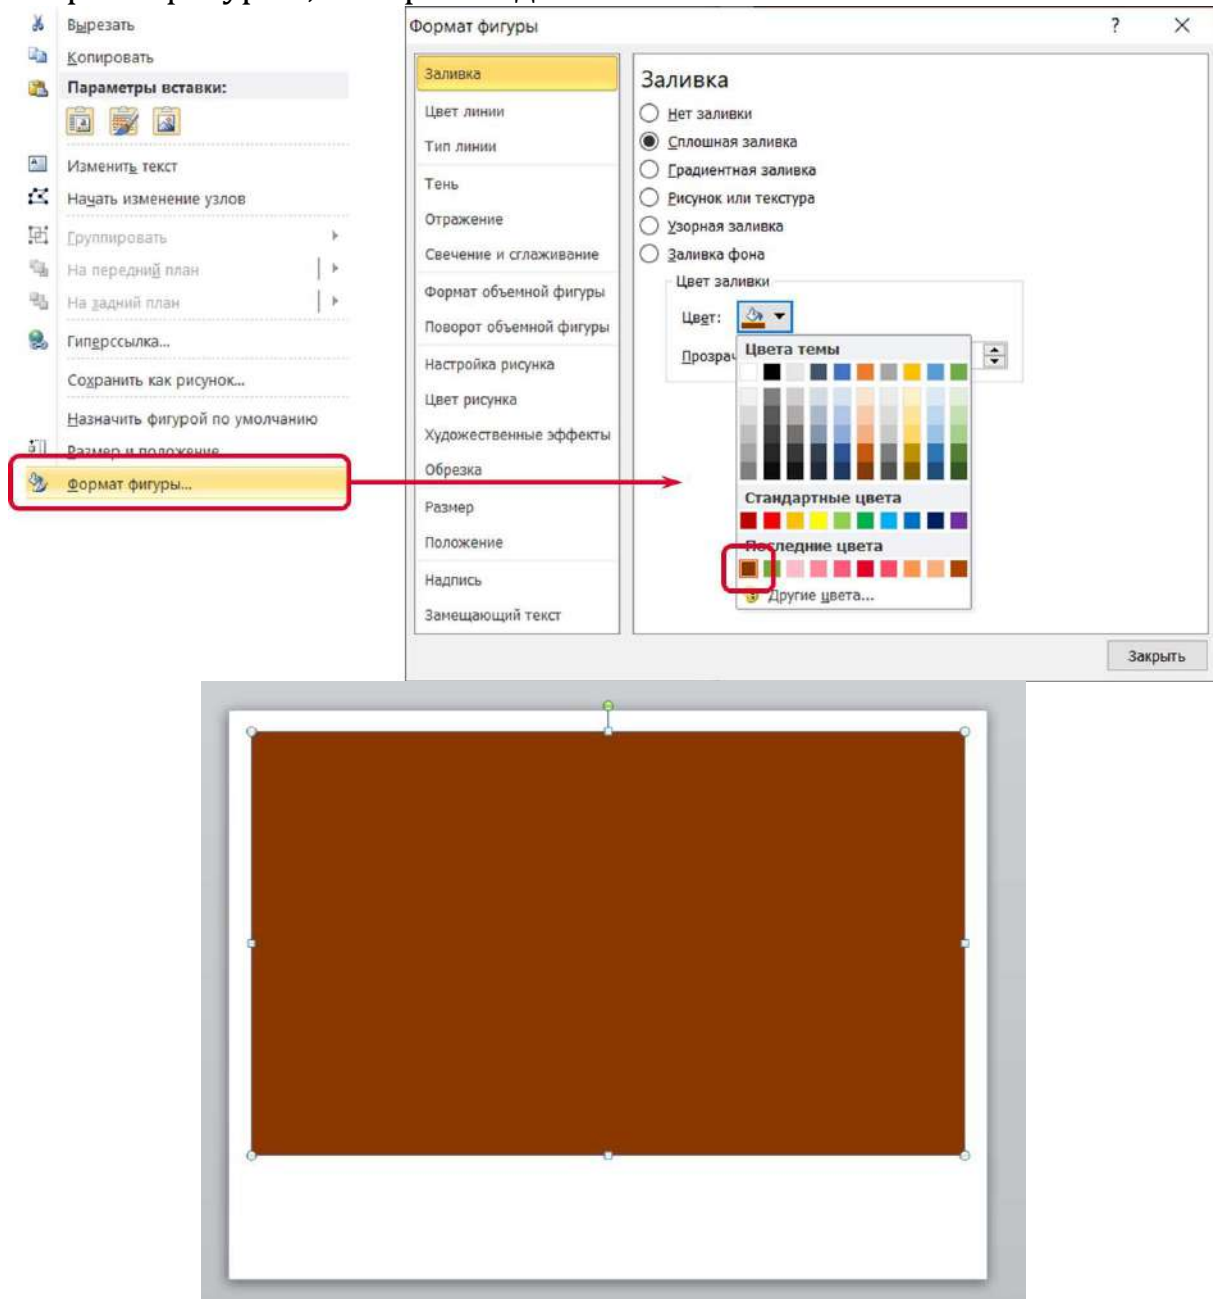 Вырезать
Копировать
Параметры вставки:
Изменить текст
Начать изменение узлов
Группировать
На передний план
На задний план
Гиперссылка...
Сохранить как рисунок...
Назначить фигурой по умолчанию
Размер и положение
Формат фигуры...
Формат фигуры
?
Заливка
Цвет линии
Тип линии
Тень
Отражение
Свечение и сглаживание
Формат объемной фигуры
Поворот объемной фигуры
Настройка рисунка
Цвет рисунка
Художественные эффекты
Обрезка
Размер
Положение
Надпись
Замещающий текст
Заливка
Нет заливки
Сплошная заливка
Градиентная заливка
Рисунок или текстура
Узорная заливка
Заливка фона
Цвет заливки
Цвет:
Прозрач
Цвета темы
Стандартные цвета
Последние цвета
Другие цвета...
Закрыть